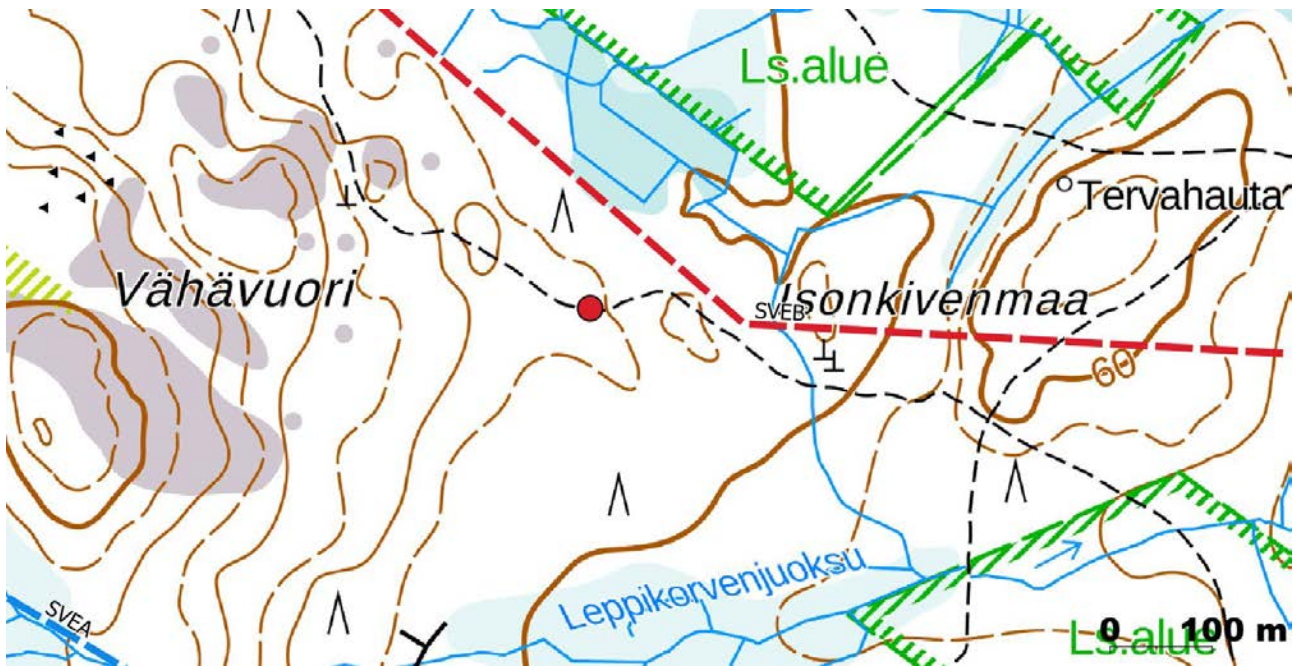 Ls.alue
Tervahauta
Vähävuori
Isonkivenmaa
SVEB
60
Leppikorvenjuoksu
SVEA
Ls.alue
0 100 m